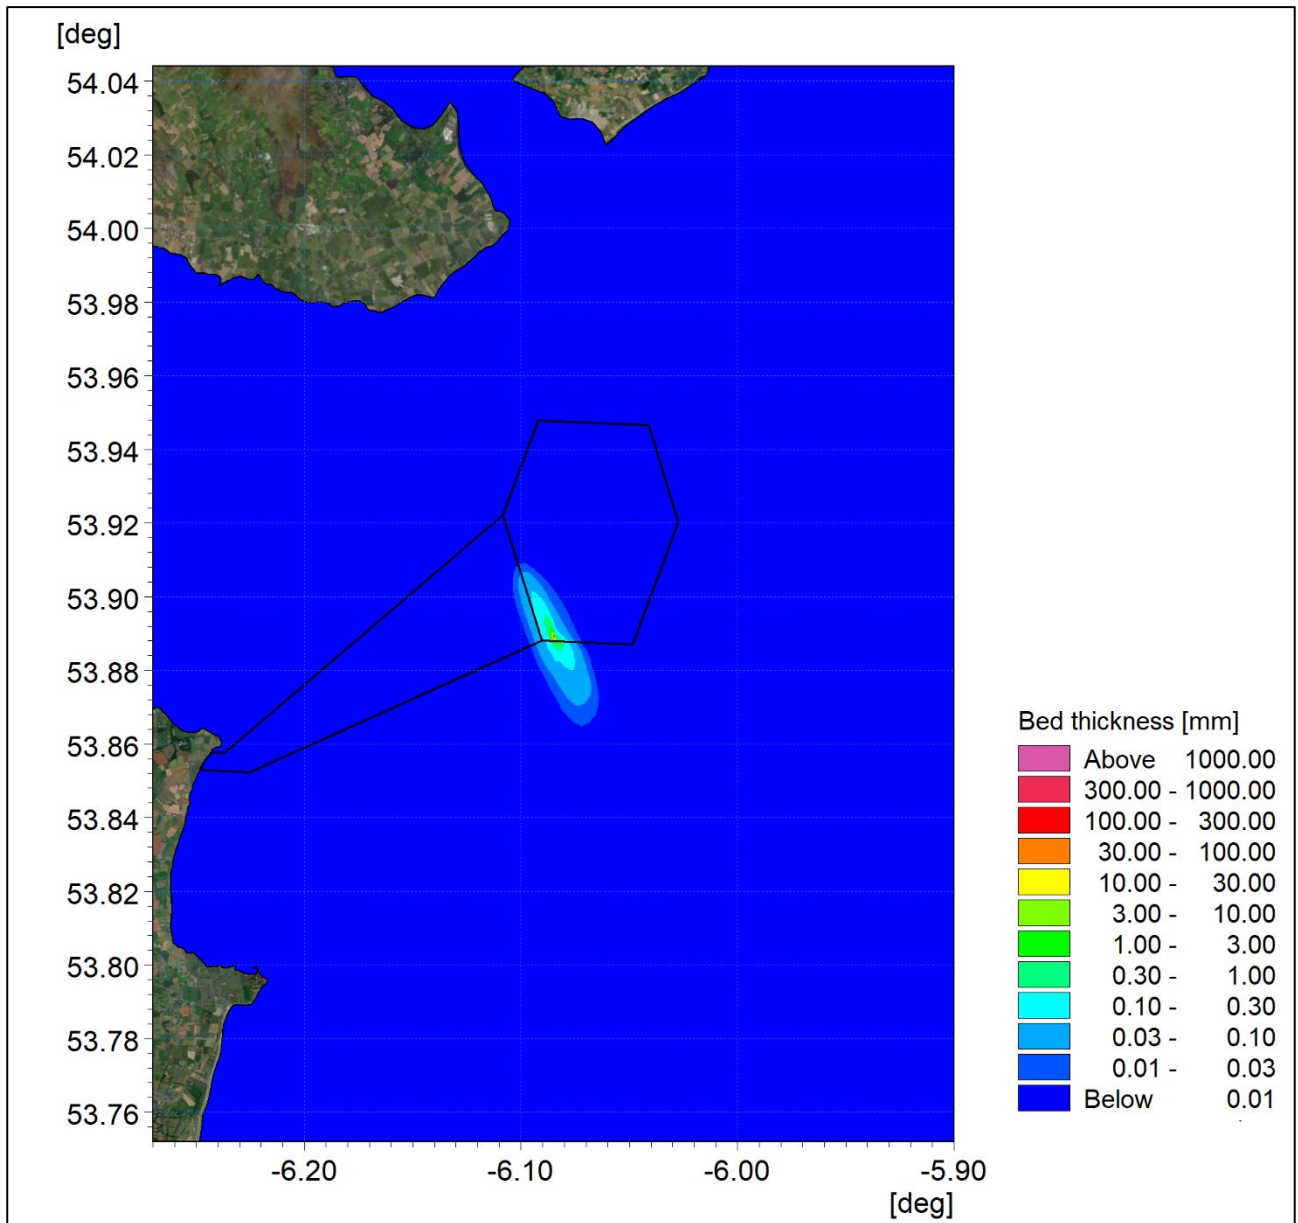 [deg]
54.04
54.02
54.00
53.98
53.96
53.94
53.92
53.90
53.88
53.86
53.84
53.82
53.80
53.78
53.76
-6.20 -6.10 -6.00 -5.90
[deg]
Bed thickness [mm]
Above 1000.00
300.00 - 1000.00
100.00 - 300.00
30.00 - 100.00
10.00 - 30.00
3.00 - 10.00
1.00 - 3.00
0.30 - 1.00
0.10 - 0.30
0.03 - 0.10
0.01 - 0.03
Below 0.01